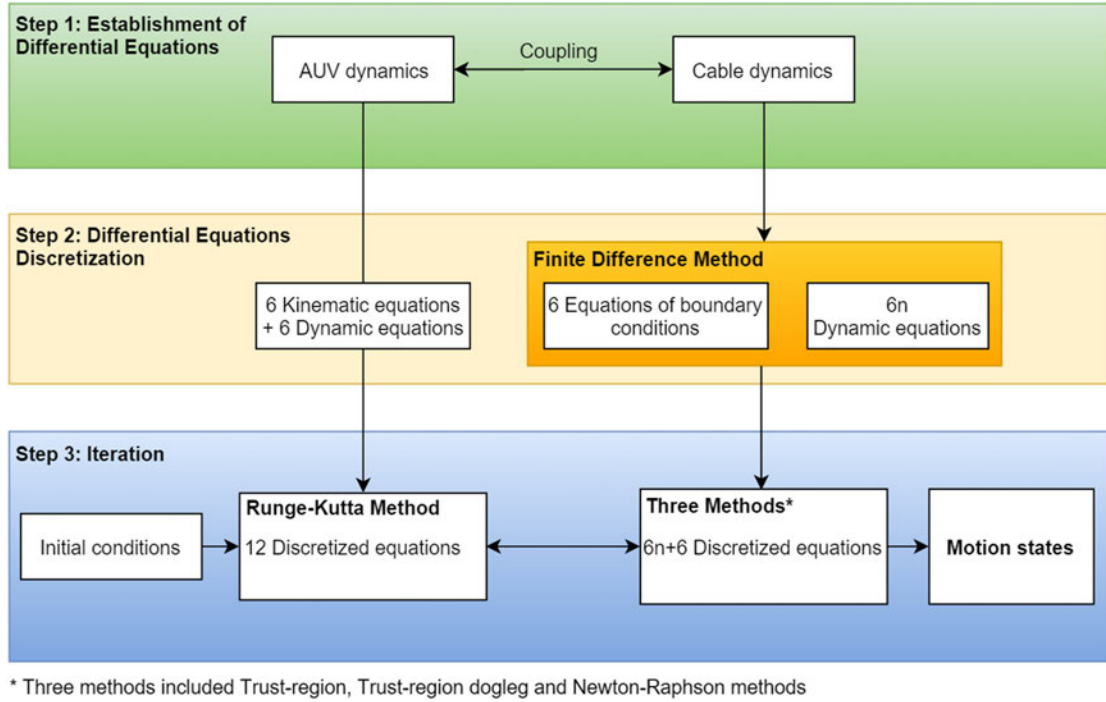 Step 1: Establishment of
Differential Equations
AUV dynamics
Coupling
Cable dynamics
Step 2: Differential Equations
Discretization
6 Kinematic equations
+ 6 Dynamic equations
Finite Difference Method
6 Equations of boundary
conditions
6n
Dynamic equations
Step 3: Iteration
Initial conditions
Runge-Kutta Method
12 Discretized equations
Three Methods*
6n+6 Discretized equations
Motion states
* Three methods included Trust-region, Trust-region dogleg and Newton-Raphson methods